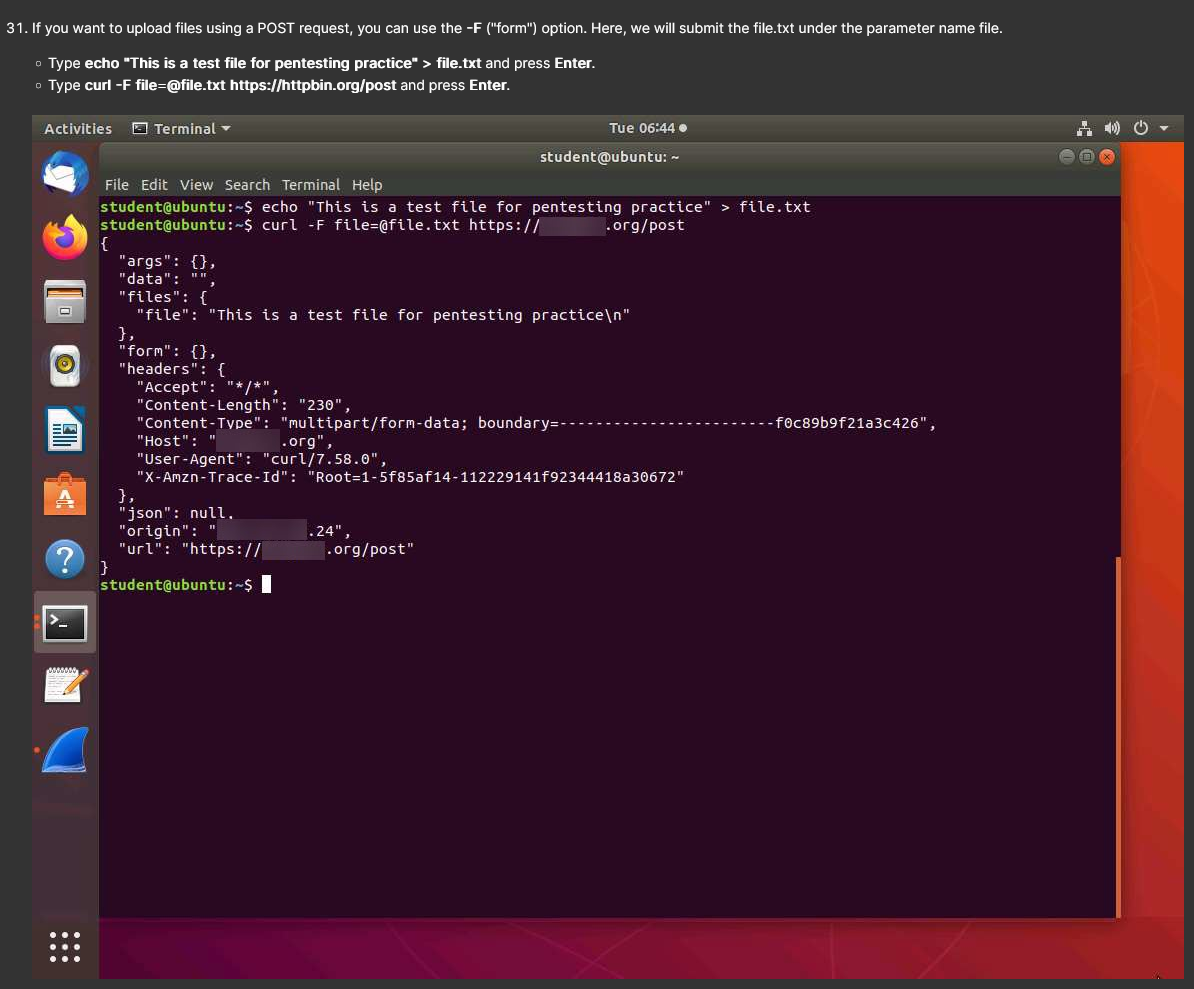 31. If you want to upload files using a POST request, you can use the -F ("form") option. Here, we will submit the file.txt under the parameter name file.
Type echo "This is a test file for pentesting practice" > file.txt and press Enter.
Type curl -F file=@file.txt https://httpbin.org/post and press Enter.
Activities Terminal Tue 06:44
student@ubuntu: ~
File Edit View Search Terminal Help
student@ubuntu:~$ echo "This is a test file for pentesting practice" > file.txt
student@ubuntu:~$ curl -F file=@file.txt https:// .org/post
{
"args": {},
"data": "",
"files": {
"file": "This is a test file for pentesting practice\n"
},
"form": {},
"headers": {
"Accept": "*/*",
"Content-Length": "230",
"Content-Type": "multipart/form-data; boundary=------------------------f0c89b9f21a3c426",
"Host": " .org",
"User-Agent": "curl/7.58.0",
"X-Amzn-Trace-Id": "Root=1-5f85af14-112229141f92344418a30672"
},
"json": null,
"origin": " .24",
"url": "https:// .org/post"
}
student@ubuntu:~$